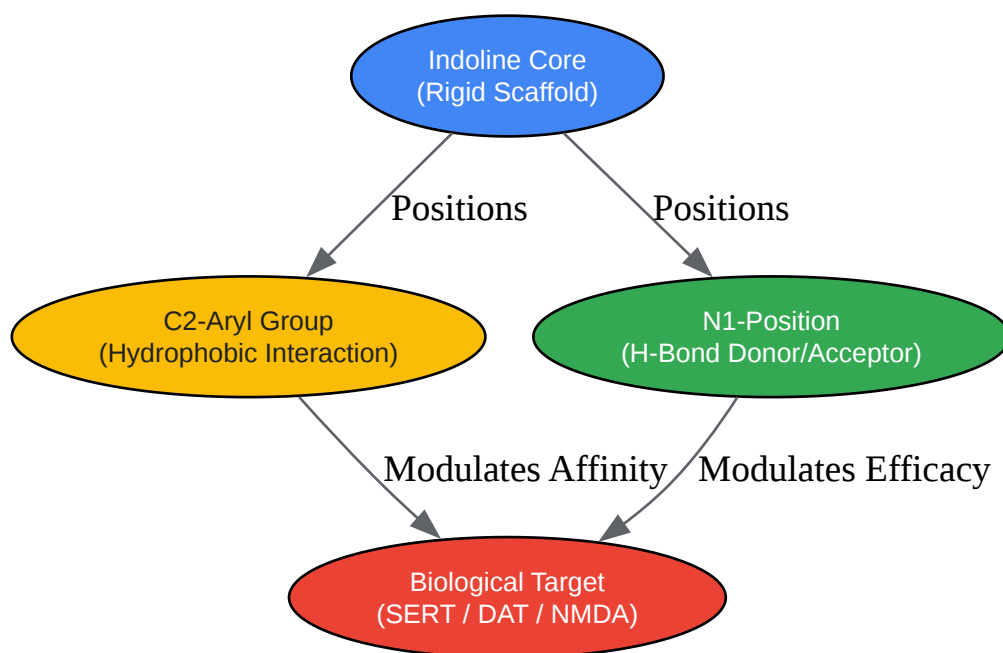 Indoline Core
(Rigid Scaffold)
Positions
Positions
C2-Aryl Group
(Hydrophobic Interaction)
N1-Position
(H-Bond Donor/Acceptor)
Modulates Affinity
Modulates Efficacy
Biological Target
(SERT / DAT / NMDA)